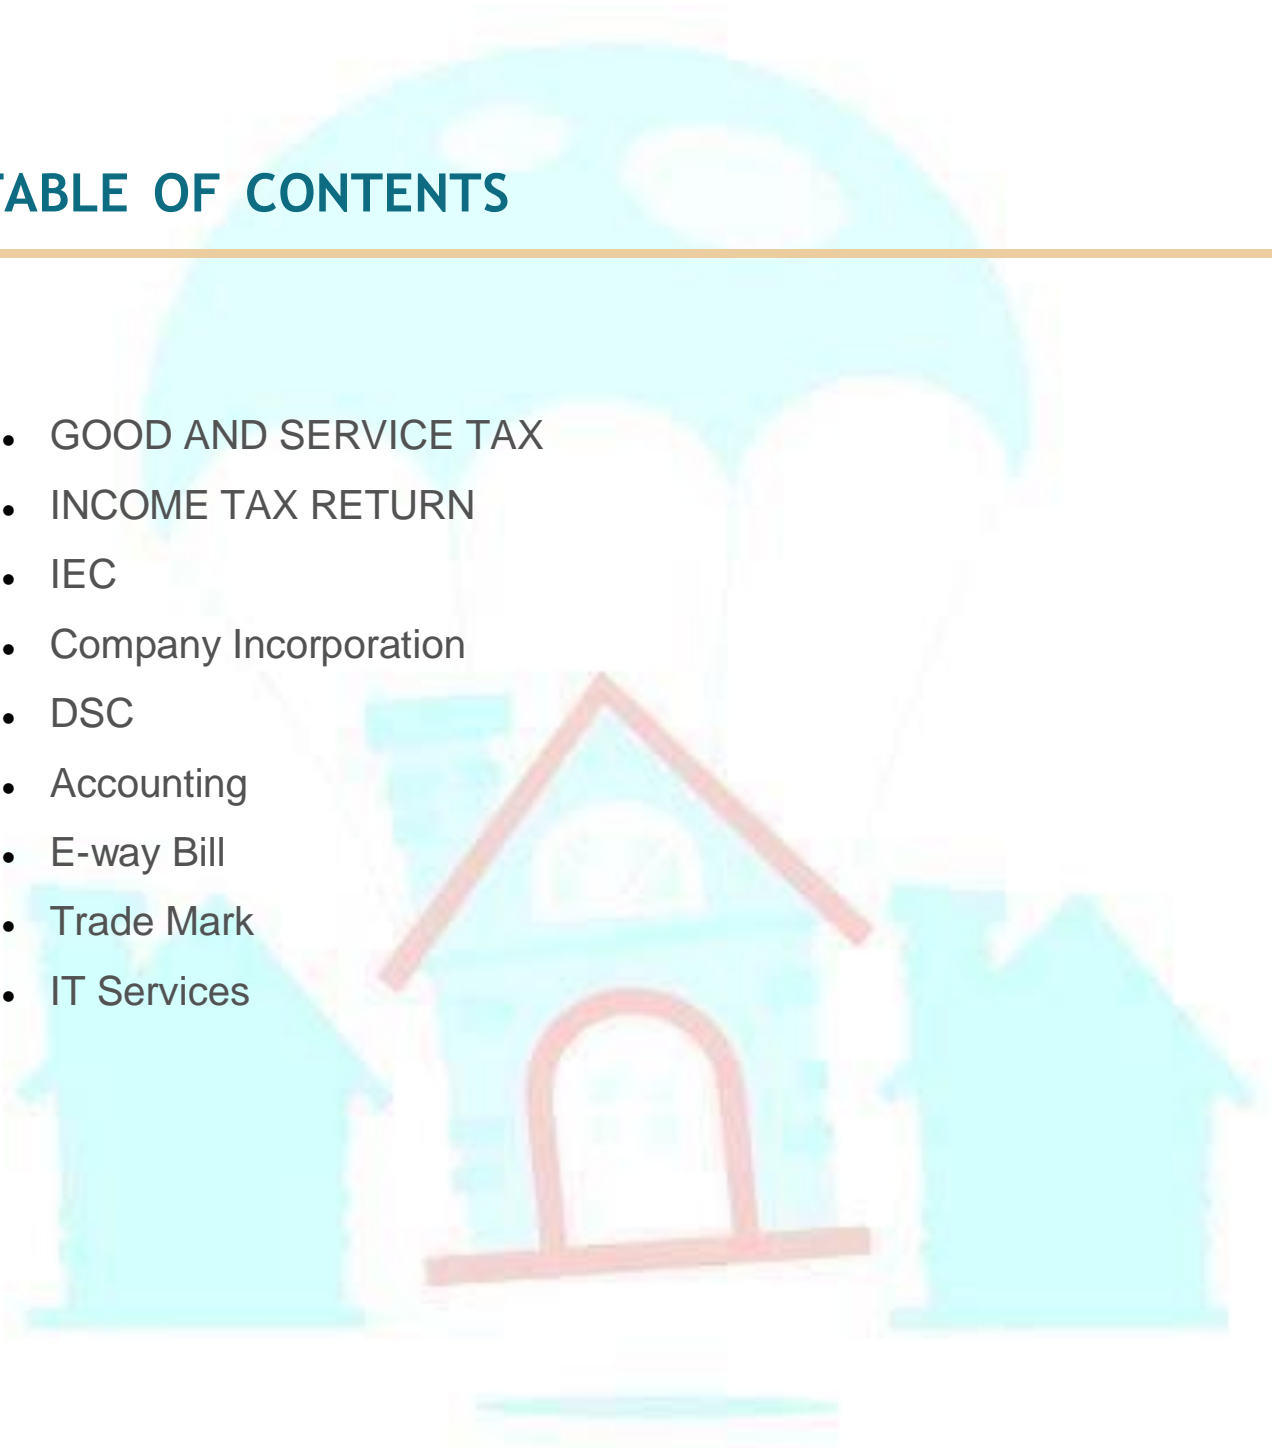 TABLE OF CONTENTS
• GOOD AND SERVICE TAX
• INCOME TAX RETURN
• IEC
• Company Incorporation
• DSC
• Accounting
• E-way Bill
• Trade Mark
• IT Services